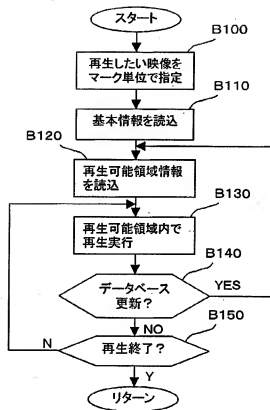 スタート
B100
再生したい映像を
マーク単位で指定
B110
基本情報を読込
B120
再生可能領域情報
を読込
B130
再生可能領域内で
再生実行
B140
データベース
更新?
YES
NO
B150
N
再生終了?
Y
リターン